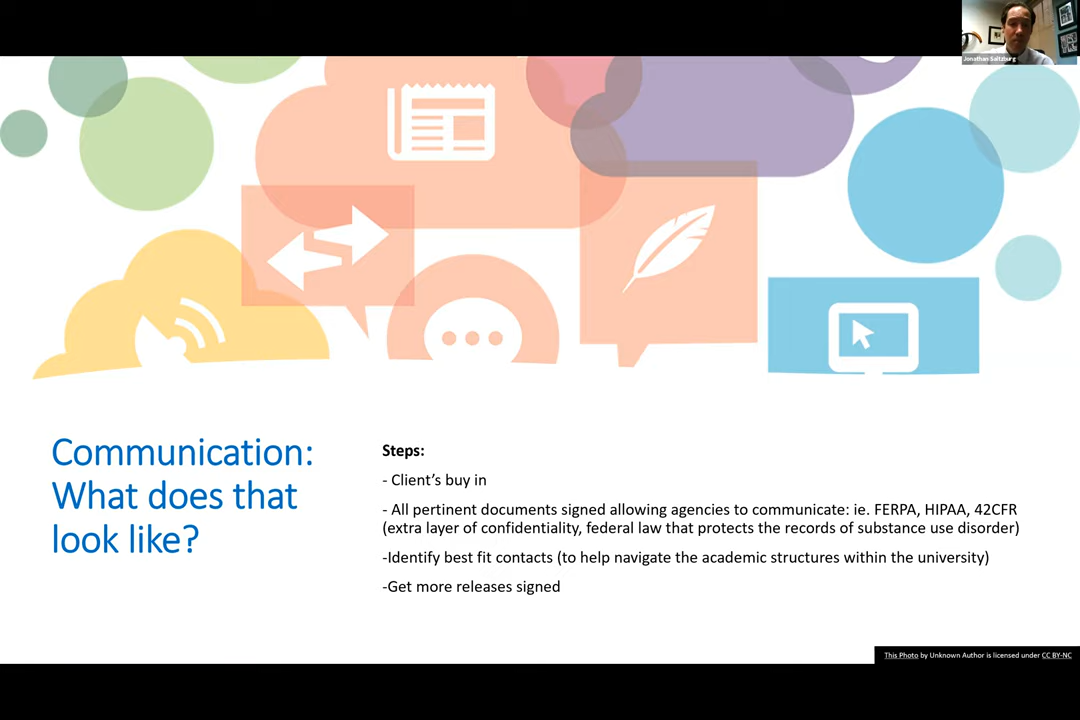 Jonathan Saltzburg
Communication:
What does that
look like?
Steps:
- Client’s buy in
- All pertinent documents signed allowing agencies to communicate: ie. FERPA, HIPAA, 42CFR
(extra layer of confidentiality, federal law that protects the records of substance use disorder)
-Identify best fit contacts (to help navigate the academic structures within the university)
-Get more releases signed
This Photo by Unknown Author is licensed under CC BY-NC